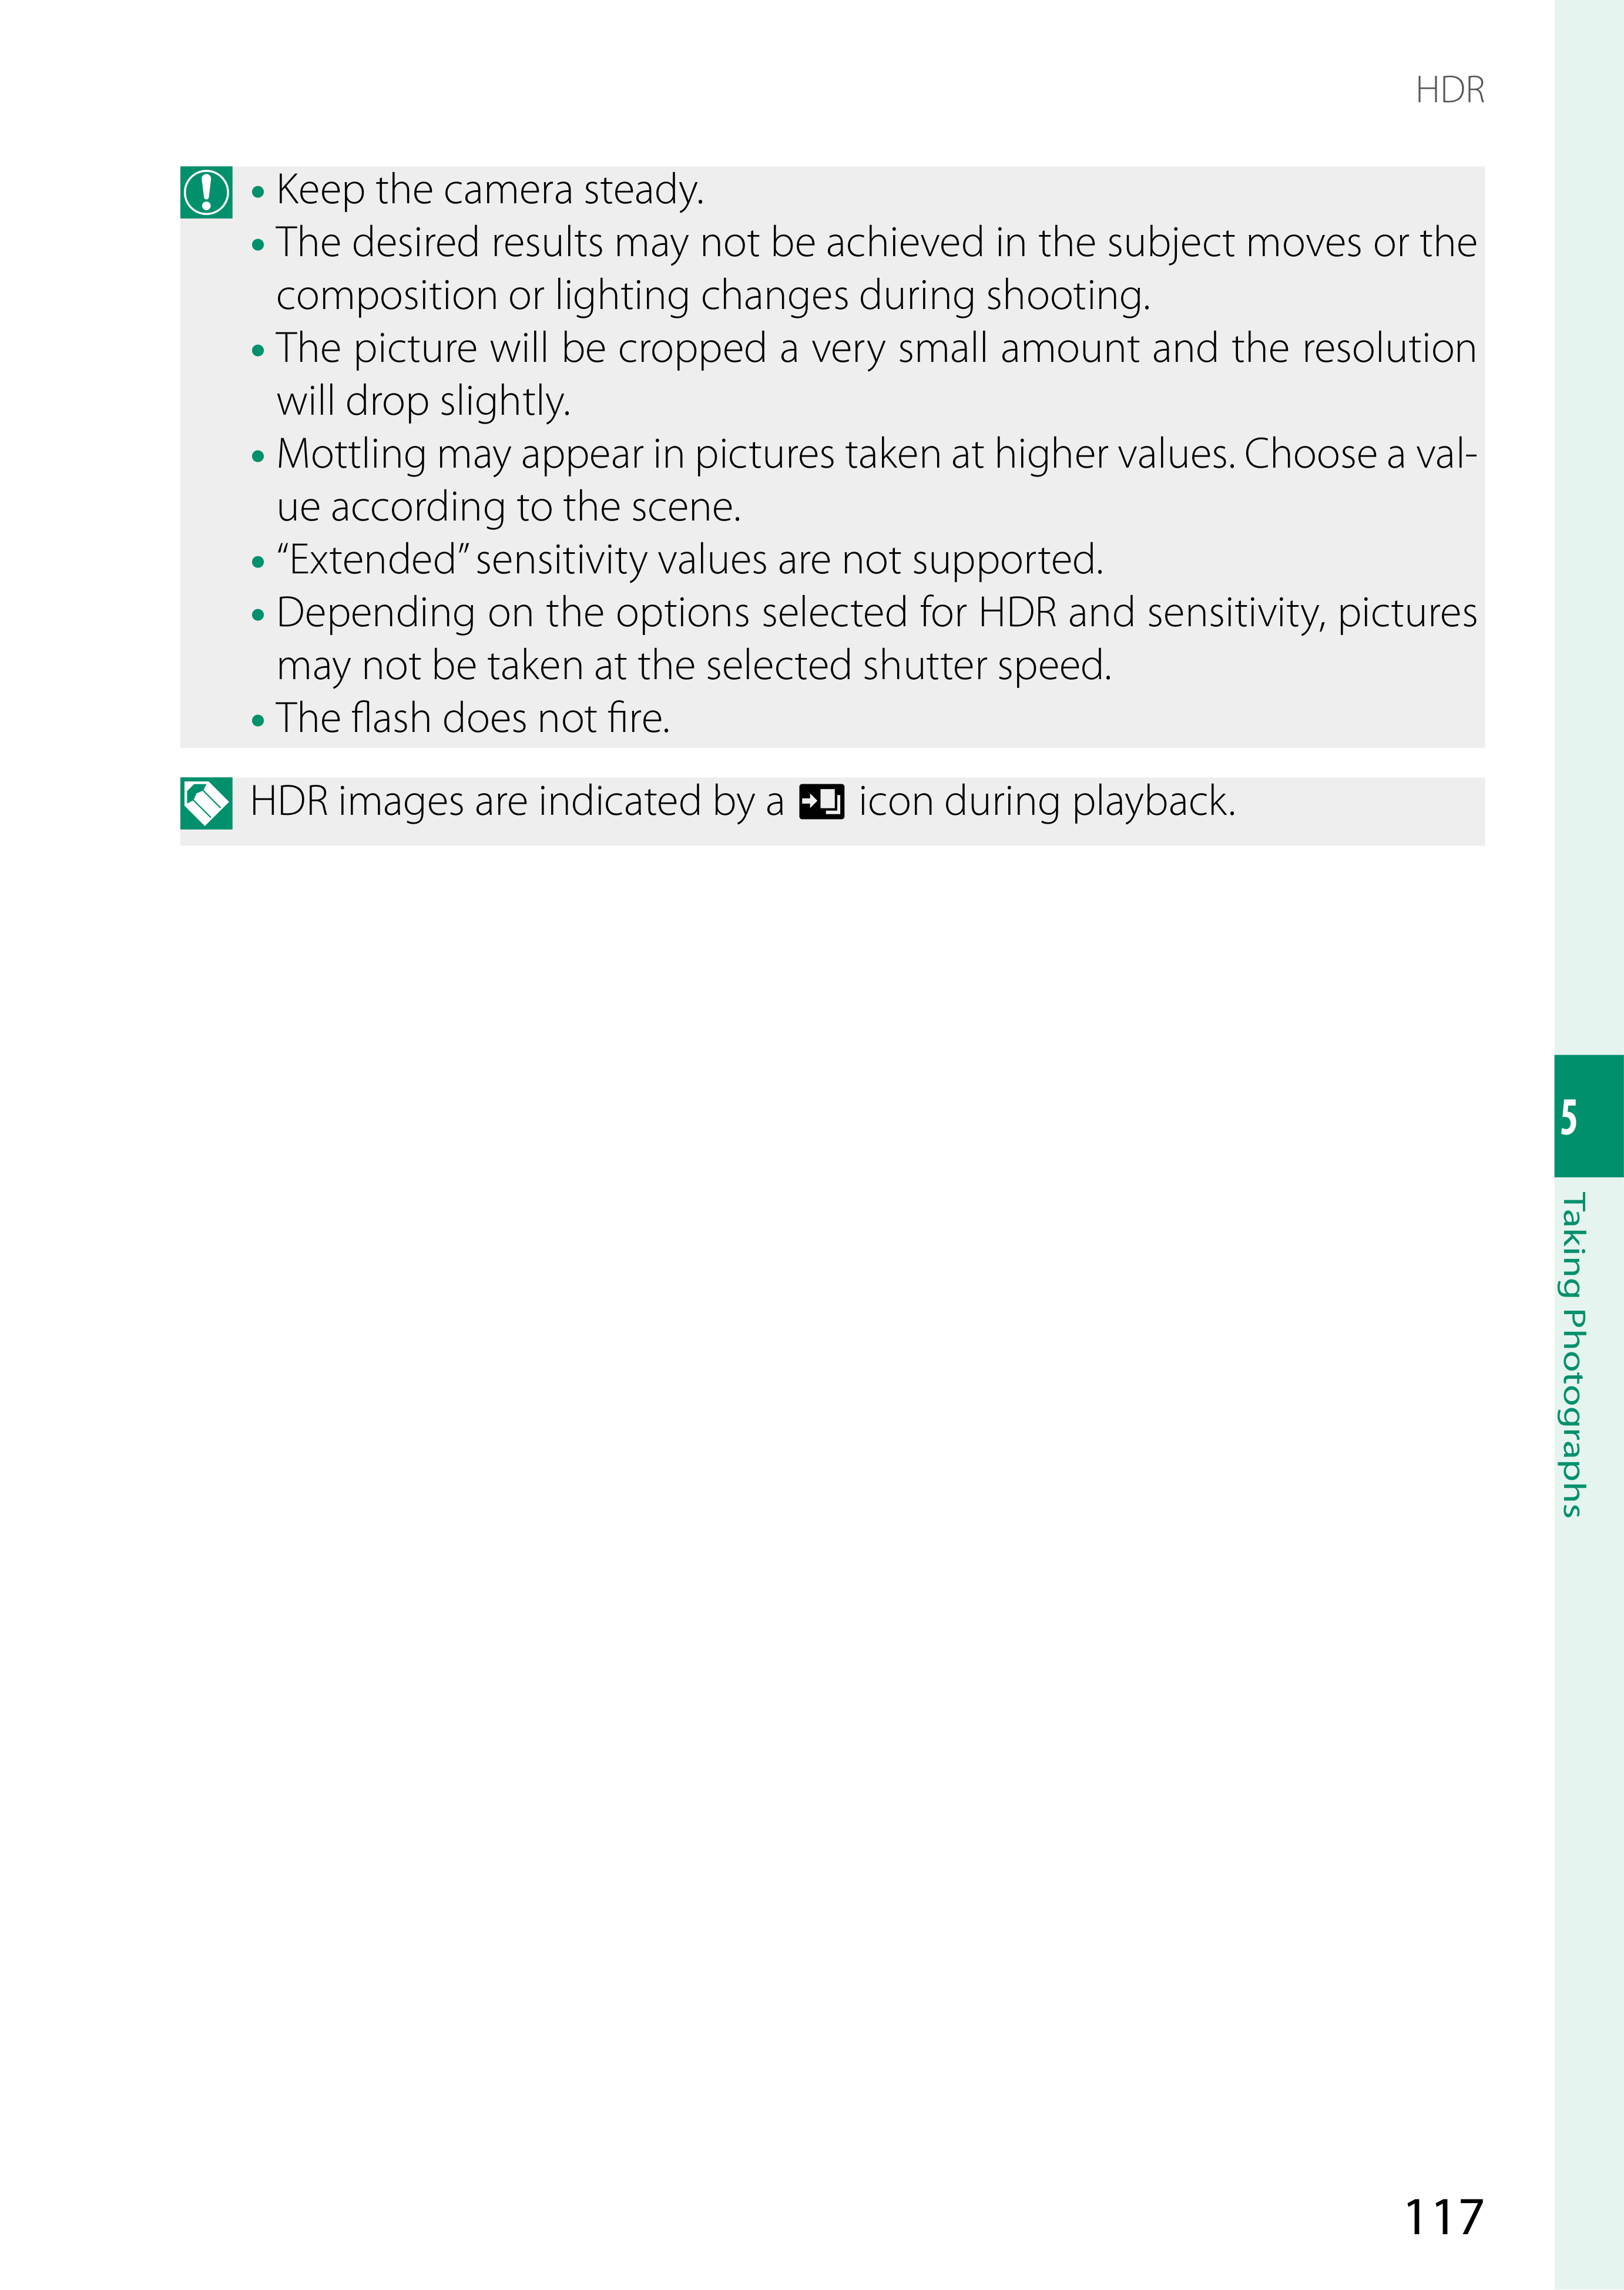 HDR
• Keep the camera steady.
• The desired results may not be achieved in the subject moves or the
composition or lighting changes during shooting.
• The picture will be cropped a very small amount and the resolution
will drop slightly.
• Mottling may appear in pictures taken at higher values. Choose a val-
ue according to the scene.
• “Extended” sensitivity values are not supported.
• Depending on the options selected for HDR and sensitivity, pictures
may not be taken at the selected shutter speed.
• The flash does not fire.
HDR images are indicated by a icon during playback.
5
Taking Photographs
117